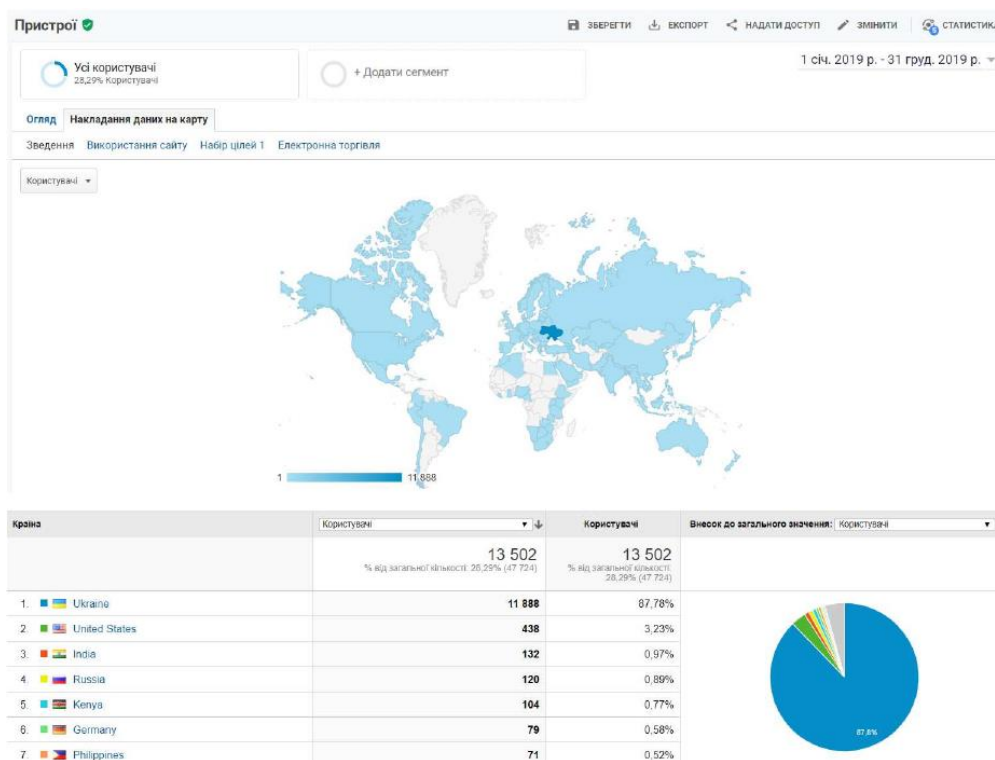 Пристрої
ЗБЕРЕГТИ ЕКСПОРТ НАДАТИ ДОСТУП ЗМІНИТИ СТАТИСТИКА
Усі користувачі
28,29% Користувачі
+ Додати сегмент
1 січ. 2019 р. - 31 груд. 2019 р.
Огляд Накладання даних на карту
Зведення Використання сайту Набір цілей 1 Електронна торгівля
Користувачі
1 11 888
Країна Користувачі Користувачі Внесок до загального значення: Користувачі
13 502 13 502
% від загальної кількості: 28,29% (47 724) % від загальної кількості:
28,29% (47 724)
1. Ukraine 11 888 87,78%
2. United States 438 3,23%
3. India 132 0,97%
4. Russia 120 0,89%
5. Kenya 104 0,77%
6. Germany 79 0,58%
7. Philippines 71 0,52%
87,8%